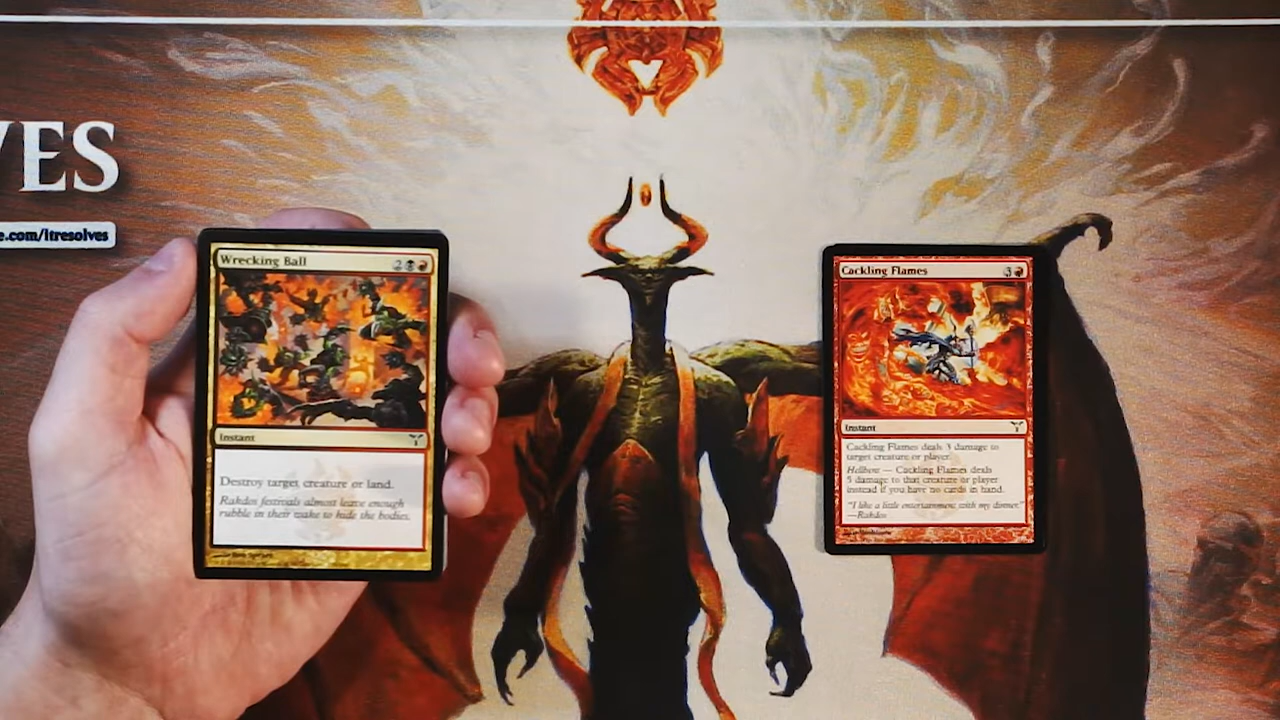 VES
e.com/itresolves
Wrecking Ball
2
Instant
Destroy target creature or land.
Rakdos festivals almost leave enough
rubble in their wake to hide the bodies.
Cackling Flames
3
Instant
Cackling Flames deals 3 damage to
target creature or player.
Hellbent — Cackling Flames deals
5 damage to that creature or player
instead if you have no cards in hand.
"I like a little entertainment with my dinner."
—Rakdos